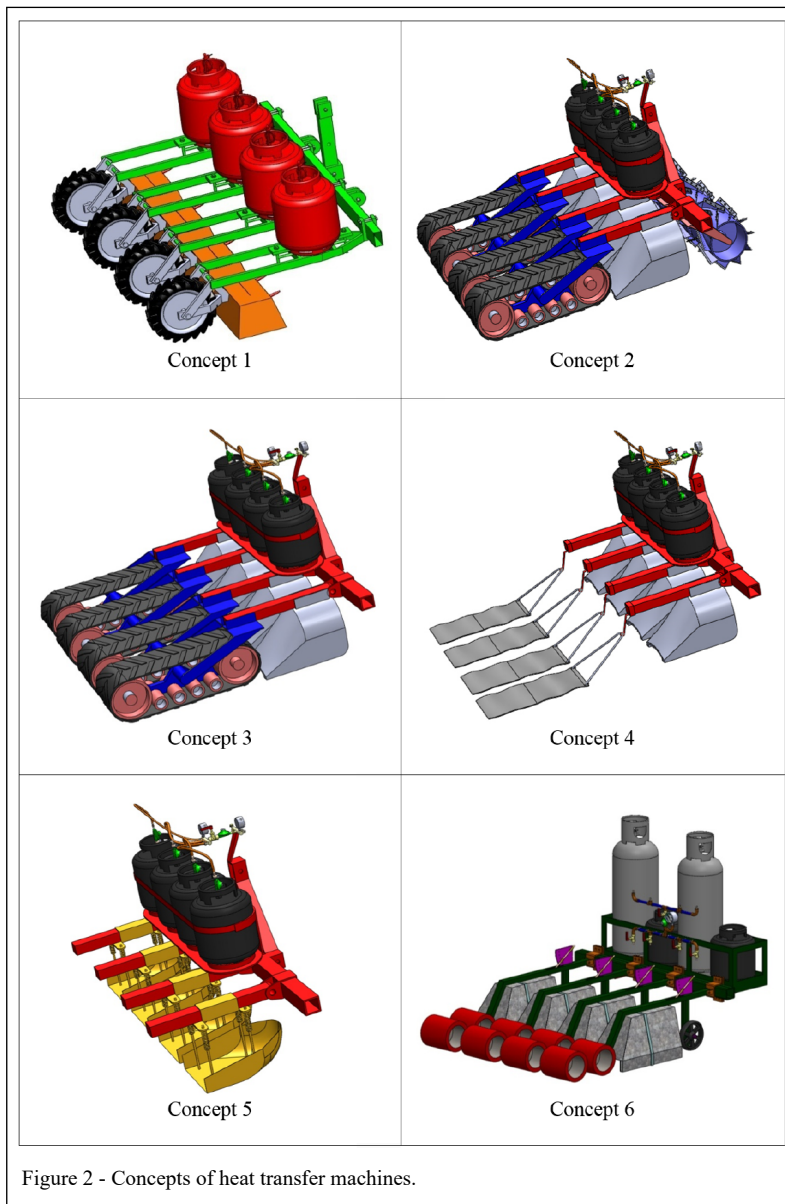 Concept 1
Concept 2
Concept 3
Concept 4
Concept 5
Concept 6
Figure 2 - Concepts of heat transfer machines.